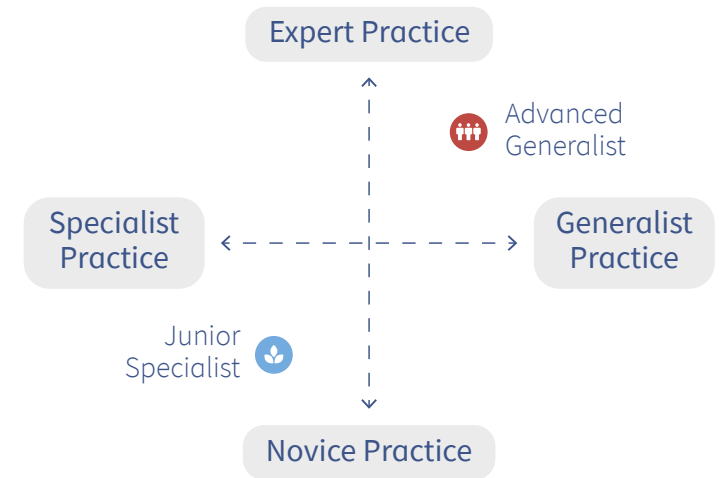 Expert Practice
Advanced
Generalist
Specialist
Practice
Generalist
Practice
Junior
Specialist
Novice Practice